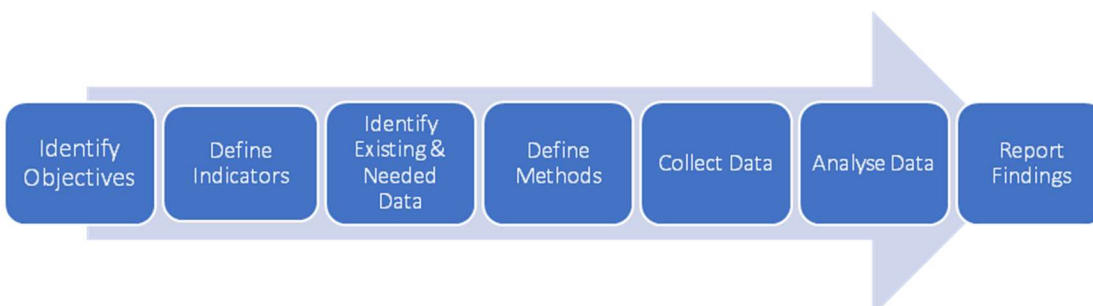 Identify
Objectives
Define
Indicators
Identify
Existing &
Needed
Data
Define
Methods
Collect Data
Analyse Data
Report
Findings